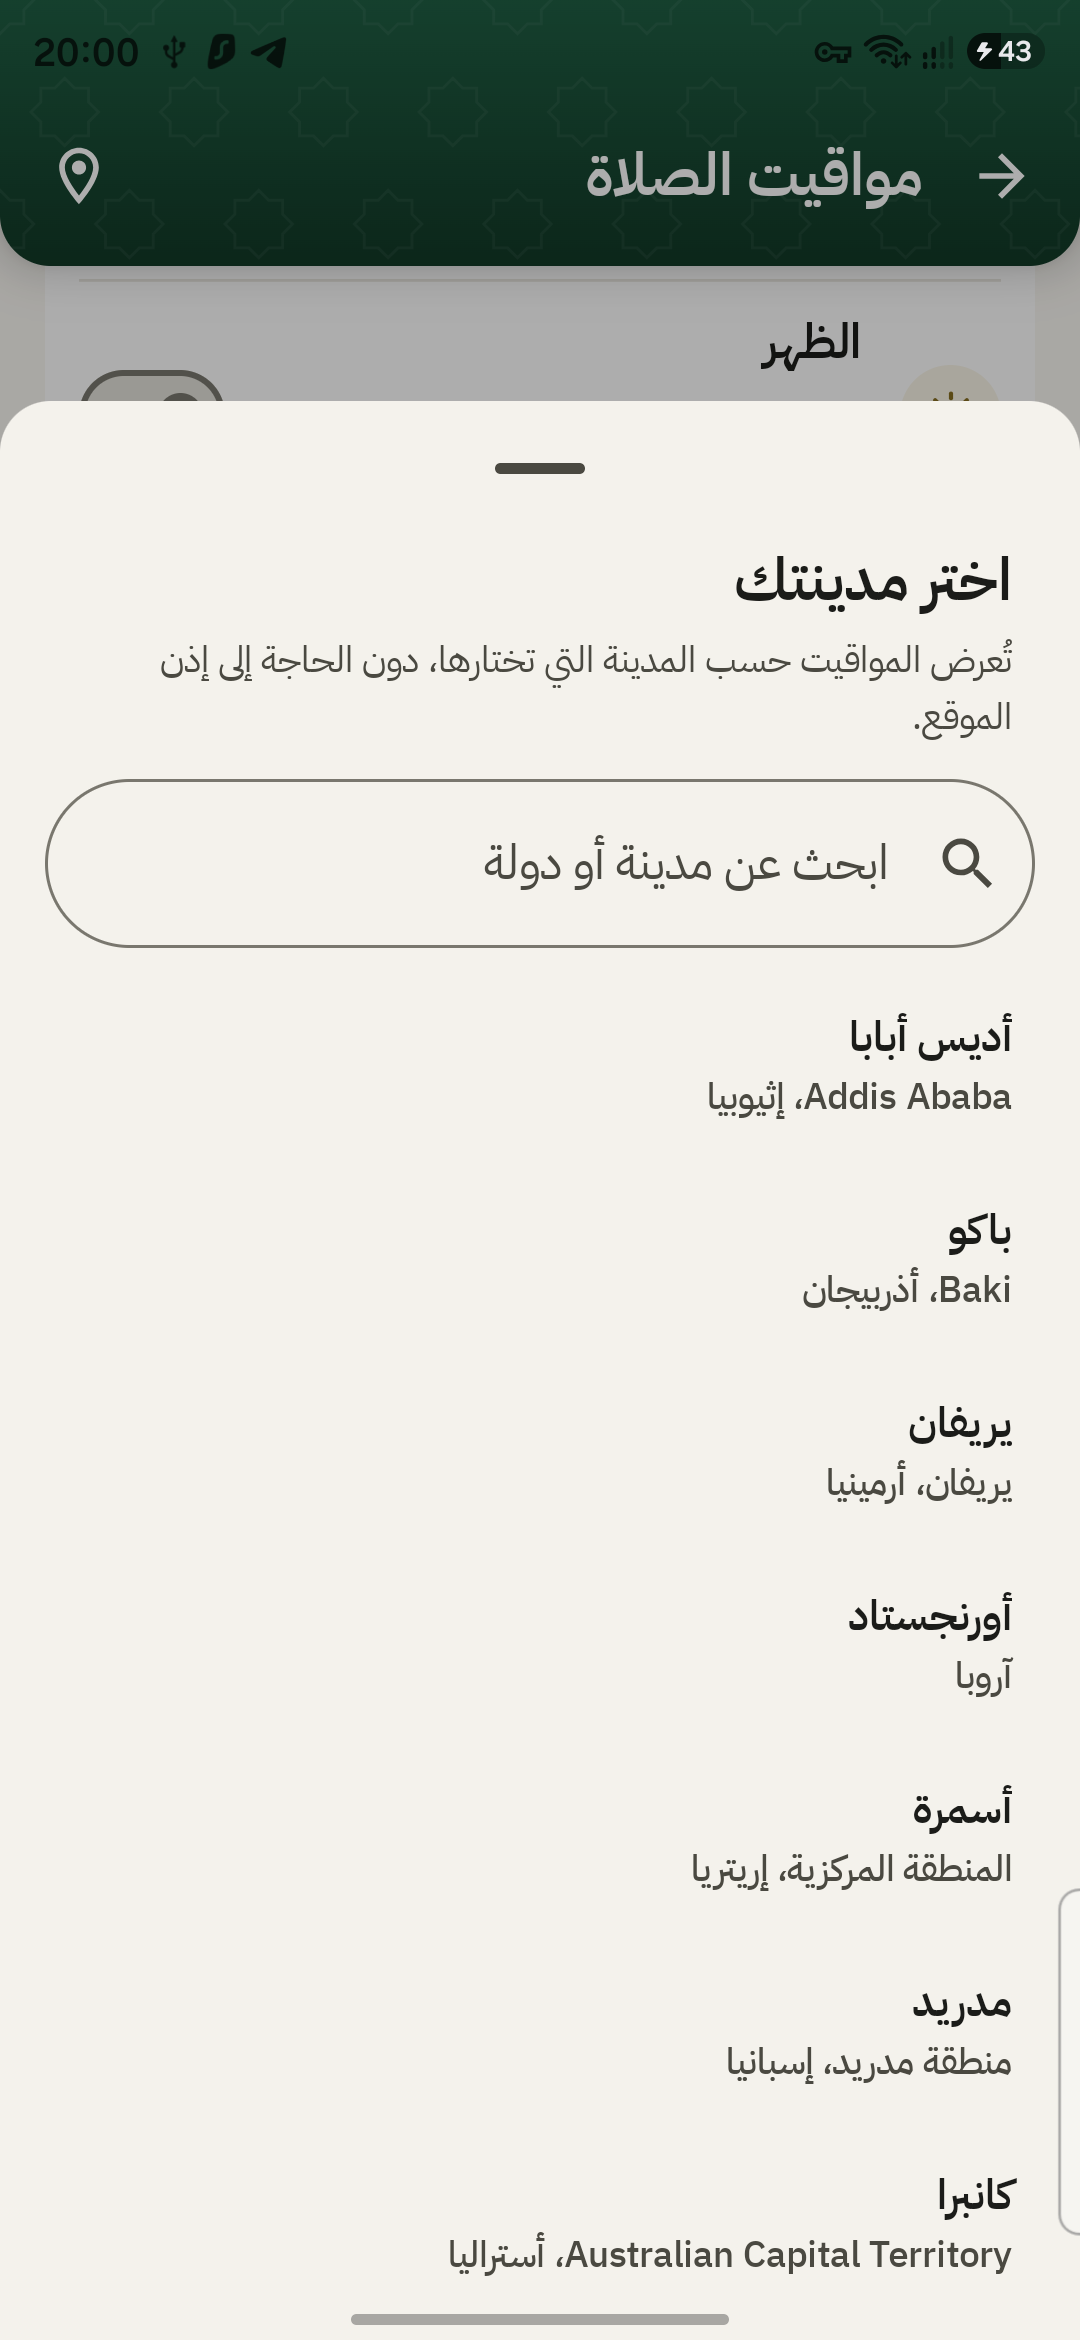 20:00
43
مواقيت الصلاة
الظهر
اختر مدينتك
تُعرض المواقيت حسب المدينة التي تختارها، دون الحاجة إلى إذن
الموقع.
ابحث عن مدينة أو دولة
أديس أبابا
Addis Ababa، إثيوبيا
باكو
Baki، أذربيجان
يريفان
يريفان، أرمينيا
أورنجستاد
آروبا
أسمرة
المنطقة المركزية، إريتريا
مدريد
منطقة مدريد، إسبانيا
كانبرا
Australian Capital Territory، أستراليا